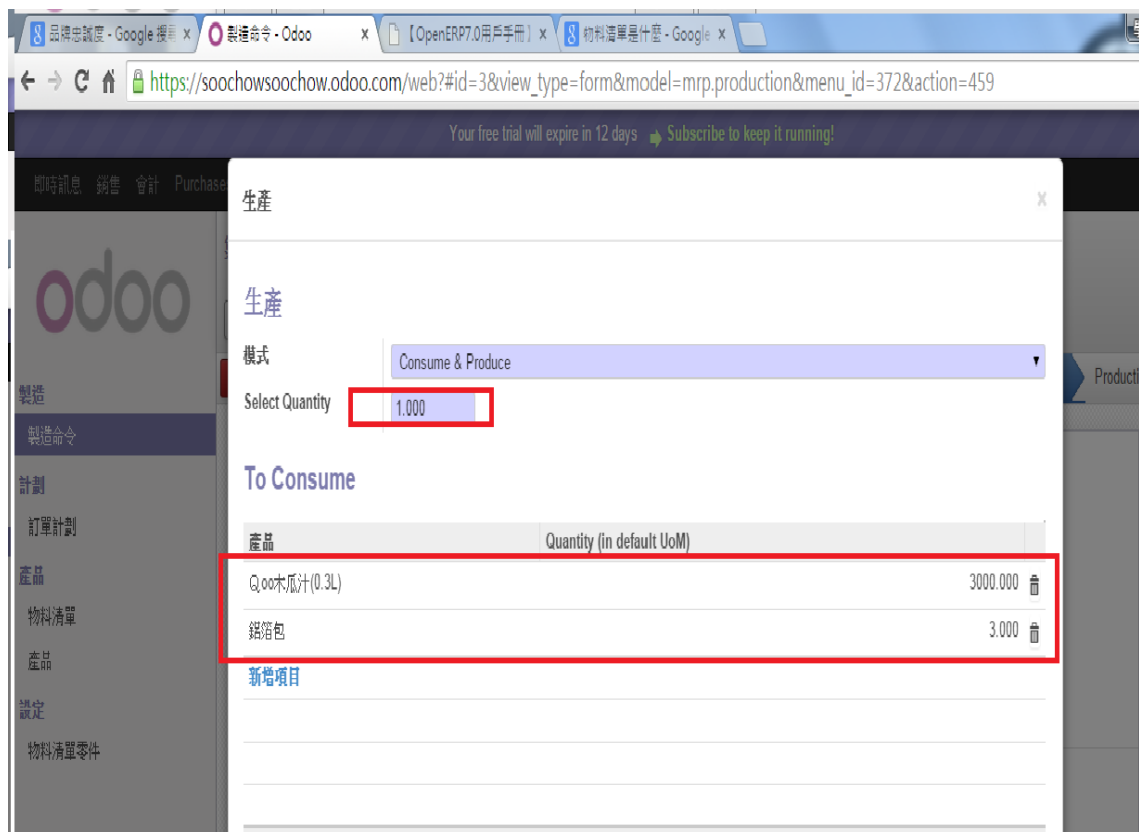 品牌忠誠度 - Google 搜尋 × 製造命令 - Odoo × 【OpenERP7.0用戶手冊】 × 物料清單是什麼 - Google ×
https://soochowsoochow.odoo.com/web?#id=3&view_type=form&model=mrp.production&menu_id=372&action=459
Your free trial will expire in 12 days Subscribe to keep it running!
即時訊息 銷售 會計 Purchase
生產 ×
odoo
生產
模式 Consume & Produce
Select Quantity 1.000
Producti
製造
製造命令
計劃
訂單計劃
產品
物料清單
產品
設定
物料清單零件
To Consume
產品 Quantity (in default UoM)
Qoo木瓜汁(0.3L) 3000.000
鋁箔包 3.000
新增項目